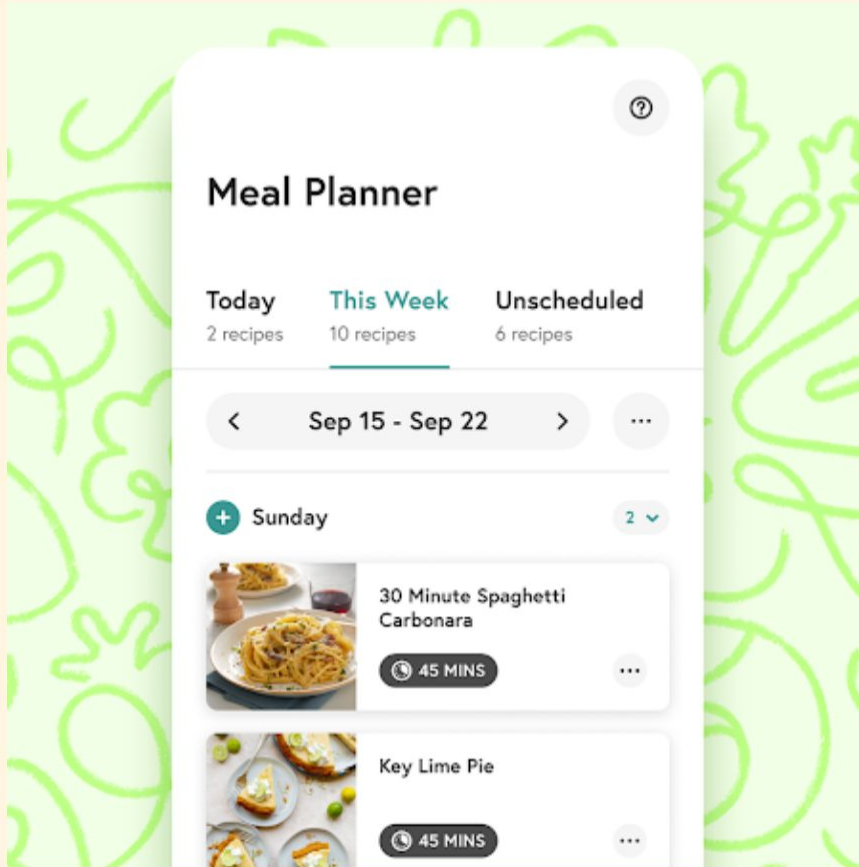 Meal Planner
Today
This Week
Unscheduled
2 recipes
10 recipes
6 recipes
Sep 15 - Sep 22
Sunday
2
30 Minute Spaghetti
Carbonara
45 MINS
Key Lime Pie
45 MINS